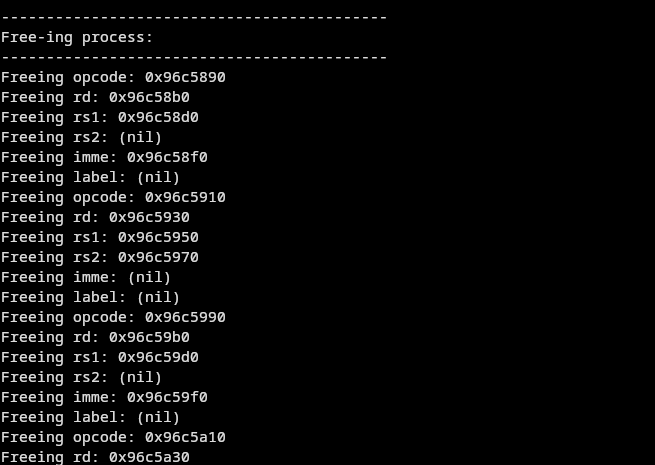 -------------------------------------------
Free-ing process:
-------------------------------------------
Freeing opcode: 0x96c5890
Freeing rd: 0x96c58b0
Freeing rs1: 0x96c58d0
Freeing rs2: (nil)
Freeing imme: 0x96c58f0
Freeing label: (nil)
Freeing opcode: 0x96c5910
Freeing rd: 0x96c5930
Freeing rs1: 0x96c5950
Freeing rs2: 0x96c5970
Freeing imme: (nil)
Freeing label: (nil)
Freeing opcode: 0x96c5990
Freeing rd: 0x96c59b0
Freeing rs1: 0x96c59d0
Freeing rs2: (nil)
Freeing imme: 0x96c59f0
Freeing label: (nil)
Freeing opcode: 0x96c5a10
Freeing rd: 0x96c5a30